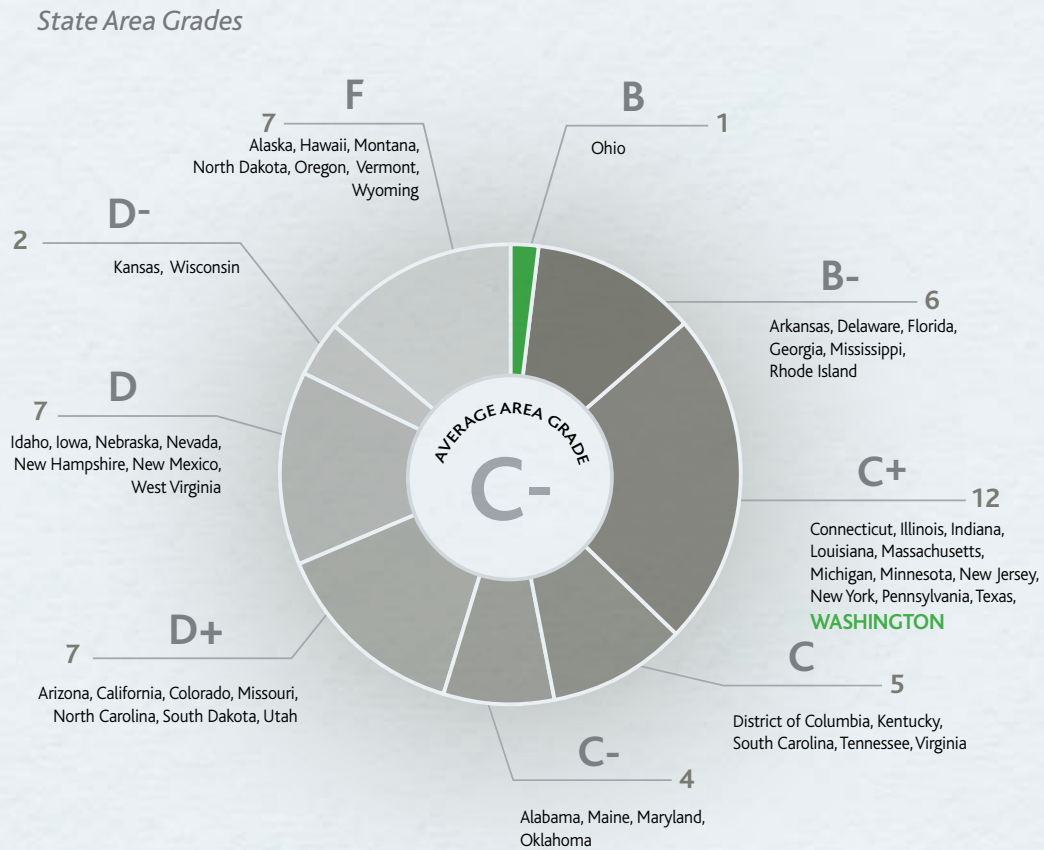 State Area Grades
F
7
Alaska, Hawaii, Montana,
North Dakota, Oregon, Vermont,
Wyoming
B
1
Ohio
D-
2
Kansas, Wisconsin
B-
6
Arkansas, Delaware, Florida,
Georgia, Mississippi,
Rhode Island
D
7
Idaho, Iowa, Nebraska, Nevada,
New Hampshire, New Mexico,
West Virginia
AVERAGE AREA GRADE
C-
C+
12
Connecticut, Illinois, Indiana,
Louisiana, Massachusetts,
Michigan, Minnesota, New Jersey,
New York, Pennsylvania, Texas,
WASHINGTON
D+
7
Arizona, California, Colorado, Missouri,
North Carolina, South Dakota, Utah
C
5
District of Columbia, Kentucky,
South Carolina, Tennessee, Virginia
C-
4
Alabama, Maine, Maryland,
Oklahoma